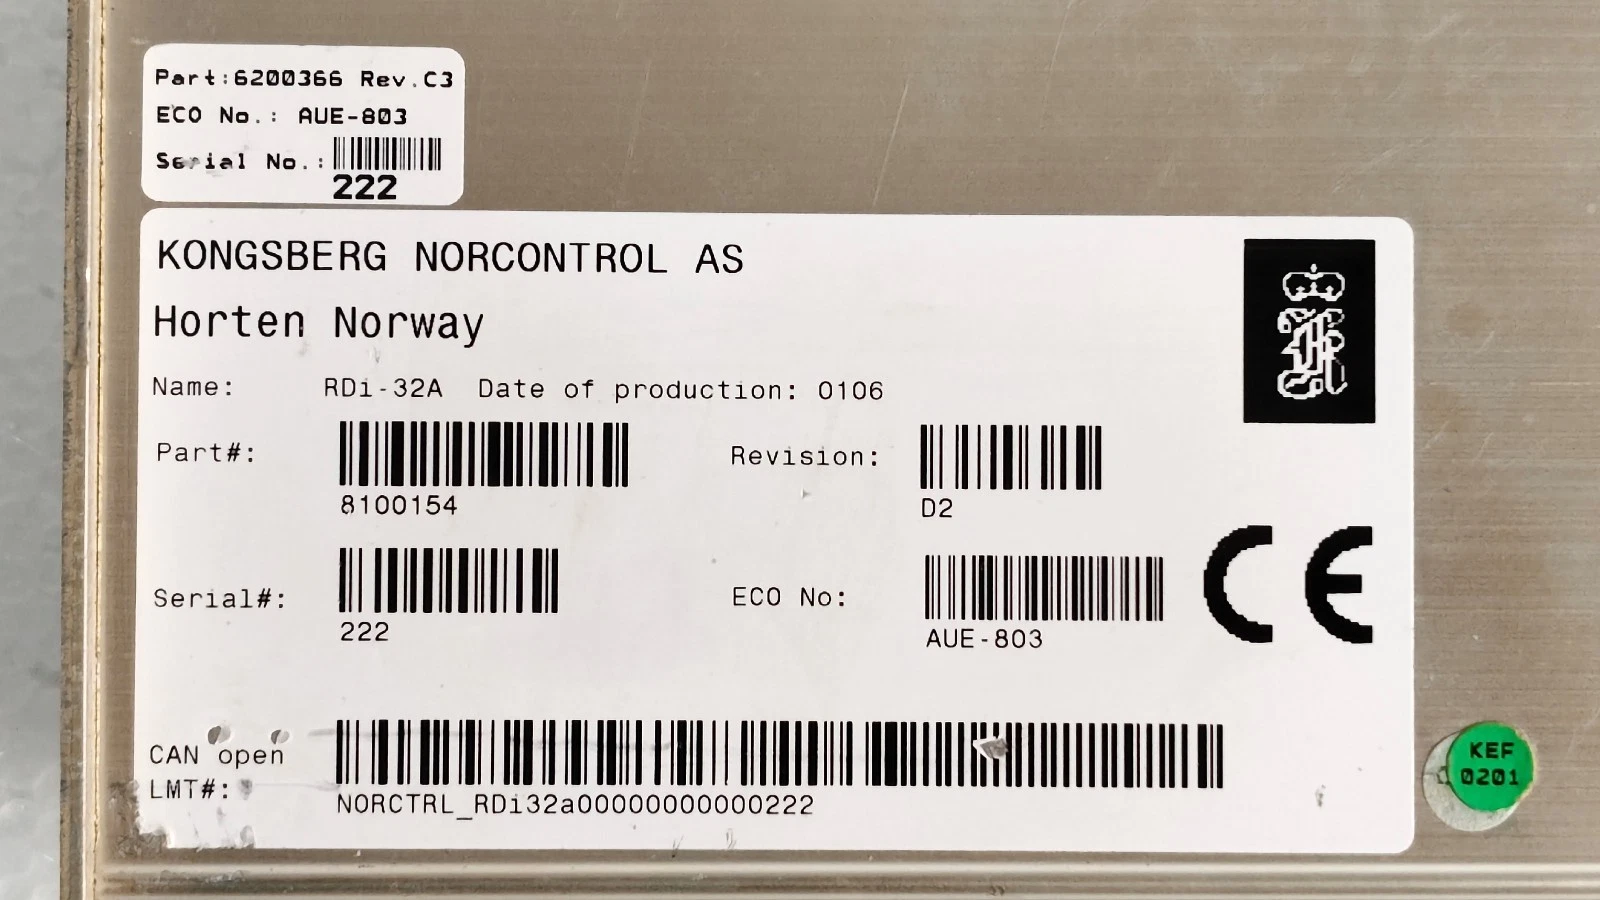 Part:6200366 Rev.C3
ECO No.: AUE-803
Serial No.:
222
KONGSBERG NORCONTROL AS
Horten Norway
Name: RDi-32A Date of production: 0106
Part#: Revision:
8100154 D2
Serial#: ECO No:
222 AUE-803
CE
CAN open
LMT#:
NORCTRL_RDi32a00000000000222
KEF
0201